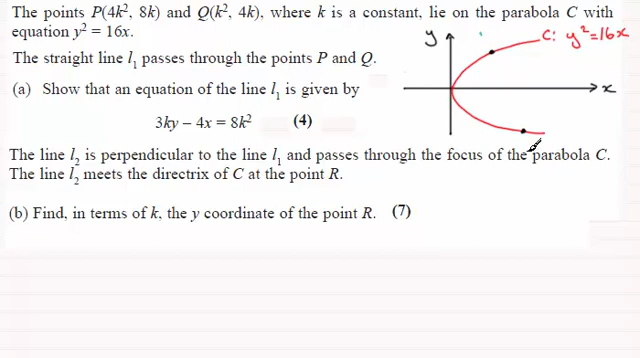 The points P(4k², 8k) and Q(k², 4k), where k is a constant, lie on the parabola C with
equation y² = 16x.
y
C: y²=16x
The straight line l₁ passes through the points P and Q.
x
(a) Show that an equation of the line l₁ is given by
3ky – 4x = 8k² (4)
The line l₂ is perpendicular to the line l₁ and passes through the focus of the parabola C.
The line l₂ meets the directrix of C at the point R.
(b) Find, in terms of k, the y coordinate of the point R. (7)